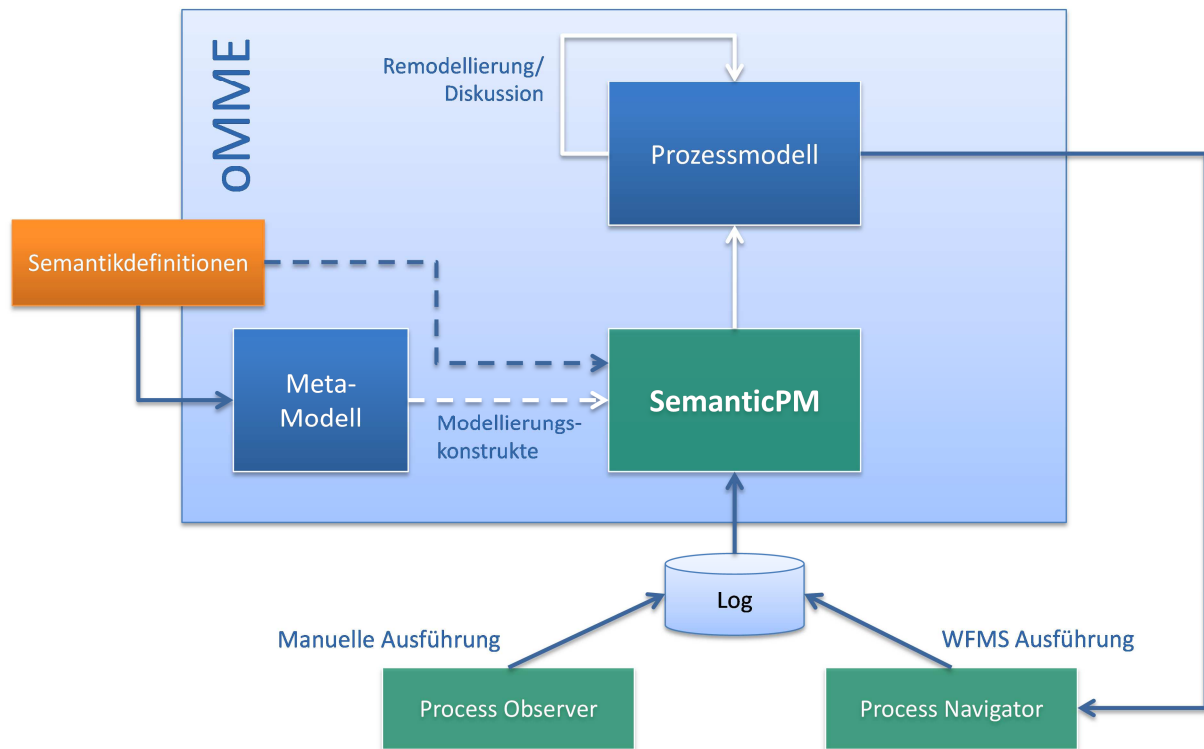 oMME
Remodellierung/
Diskussion
Prozessmodell
Semantikdefinitionen
Meta-
Modell
Modellierungs-
konstrukte
SemanticPM
Log
Manuelle Ausführung
WFMS Ausführung
Process Observer
Process Navigator